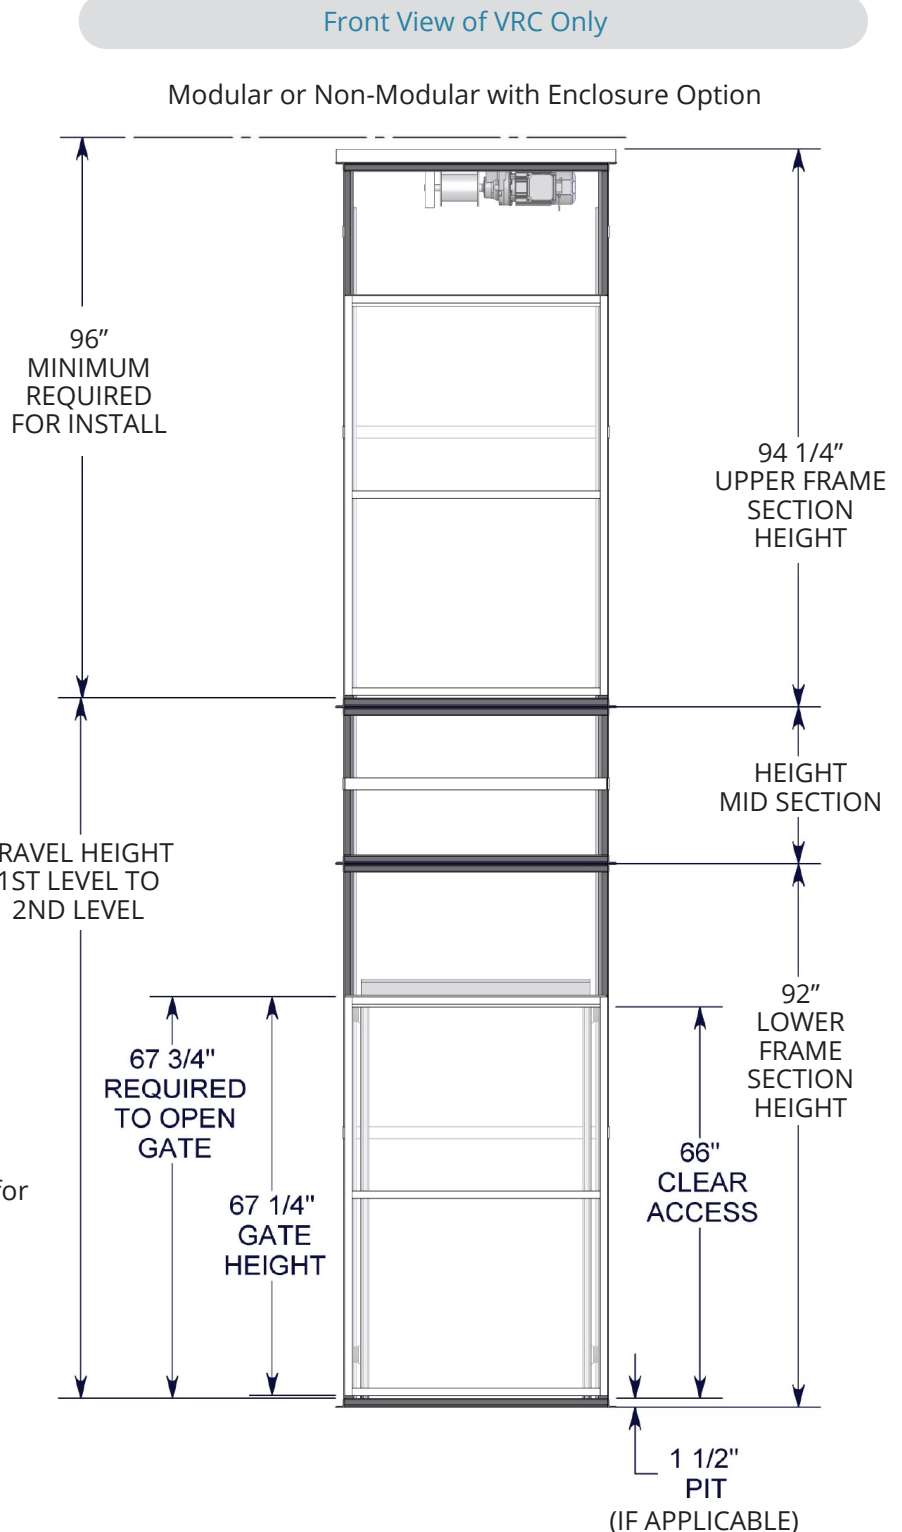 Front View of VRC Only
Modular or Non-Modular with Enclosure Option
96”
MINIMUM
REQUIRED
FOR INSTALL
94 1/4”
UPPER FRAME
SECTION
HEIGHT
HEIGHT
MID SECTION
RAVEL HEIGHT
1ST LEVEL TO
2ND LEVEL
92”
LOWER
FRAME
SECTION
HEIGHT
67 3/4"
REQUIRED
TO OPEN
GATE
66"
CLEAR
ACCESS
for
67 1/4"
GATE
HEIGHT
1 1/2"
PIT
(IF APPLICABLE)